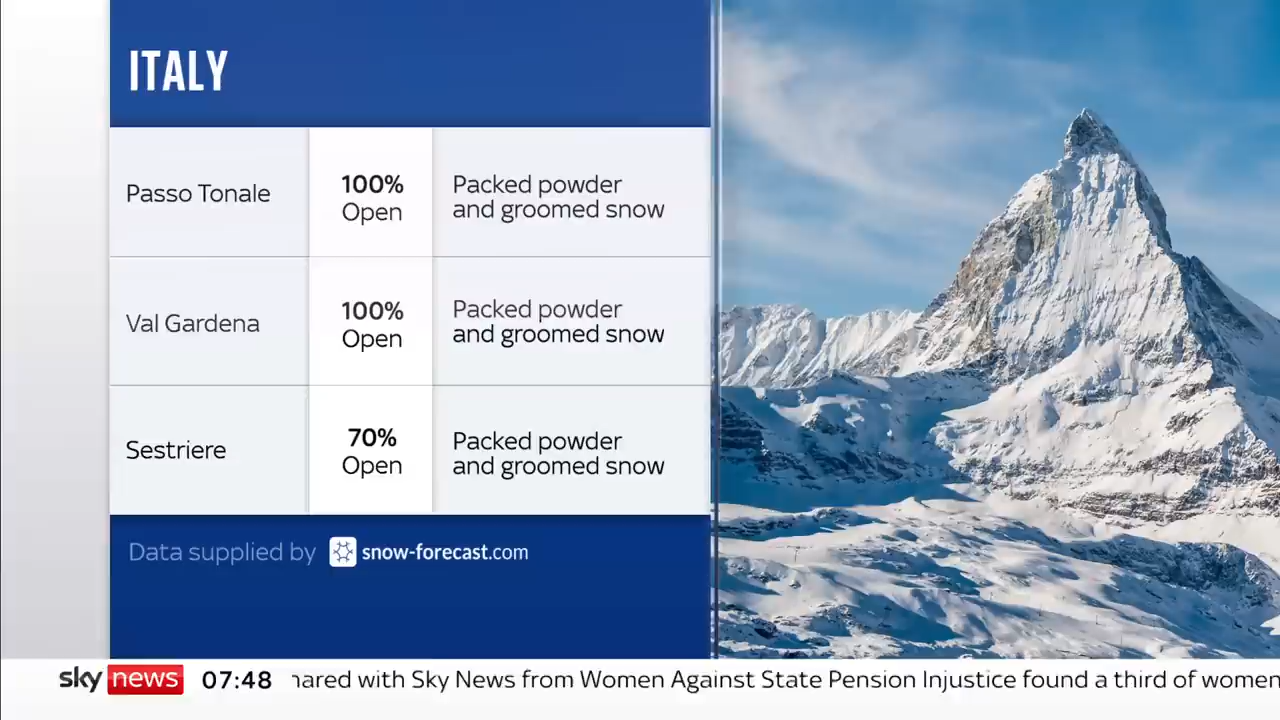 ITALY
Passo Tonale
100%
Open
Packed powder
and groomed snow
Val Gardena
100%
Open
Packed powder
and groomed snow
Sestriere
70%
Open
Packed powder
and groomed snow
Data supplied by snow-forecast.com
sky news 07:48 with Sky News from Women Against State Pension Injustice found a third of women